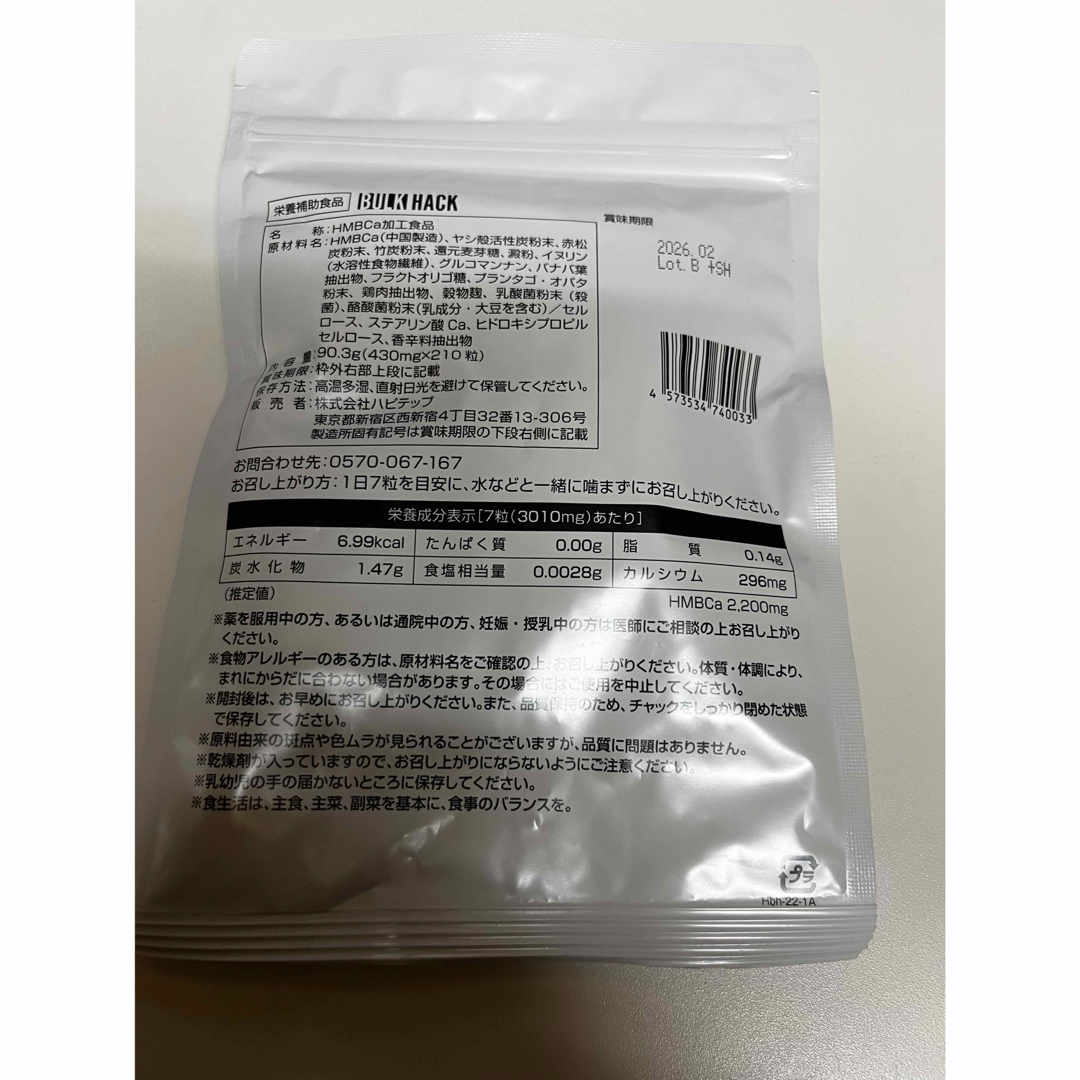 栄養補助食品 BULK HACK
名称:HMBCa加工食品
原材料名:HMBCa(中国製造)、ヤシ殻活性炭粉末、赤松
炭粉末、竹炭粉末、還元麦芽糖、澱粉、イヌリン
(水溶性食物繊維)、グルコマンナン、バナバ葉
抽出物、フラクトオリゴ糖、プランタゴ・オバタ
粉末、鶏肉抽出物、穀物麹、乳酸菌粉末(殺
菌)、酪酸菌粉末(乳成分・大豆を含む)/セル
ロース、ステアリン酸Ca、ヒドロキシプロピル
セルロース、香辛料抽出物
内容量:90.3g(430mg×210粒)
賞味期限:枠外右部上段に記載
保存方法:高温多湿、直射日光を避けて保管してください。
販売者:株式会社ハビテップ
東京都新宿区西新宿4丁目32番13-306号
製造所固有記号は賞味期限の下段右側に記載
賞味期限
2026.02
Lot. B +SH
4 573534 740033
お問合わせ先:0570-067-167
お召し上がり方:1日7粒を目安に、水などと一緒に噛まずにお召し上がりください。
栄養成分表示[7粒(3010mg)あたり]
エネルギー 6.99kcal たんぱく質 0.00g 脂質 0.14g
炭水化物 1.47g 食塩相当量 0.0028g カルシウム 296mg
(推定値) HMBCa 2,200mg
※薬を服用中の方、あるいは通院中の方、妊娠・授乳中の方は医師にご相談の上お召し上がり
ください。
※食物アレルギーのある方は、原材料名をご確認の上、お召し上がりください。体質・体調により、
まれにからだに合わない場合があります。その場合にはご使用を中止してください。
※開封後は、お早めにお召し上がりください。また、品質保持のため、チャックをしっかり閉めた状態
で保存してください。
※原料由来の斑点や色ムラが見られることがございますが、品質に問題はありません。
※乾燥剤が入っていますので、お召し上がりにならないようにご注意ください。
※乳幼児の手の届かないところに保存してください。
※食生活は、主食、主菜、副菜を基本に、食事のバランスを。
プラ
Hbh-22-1A